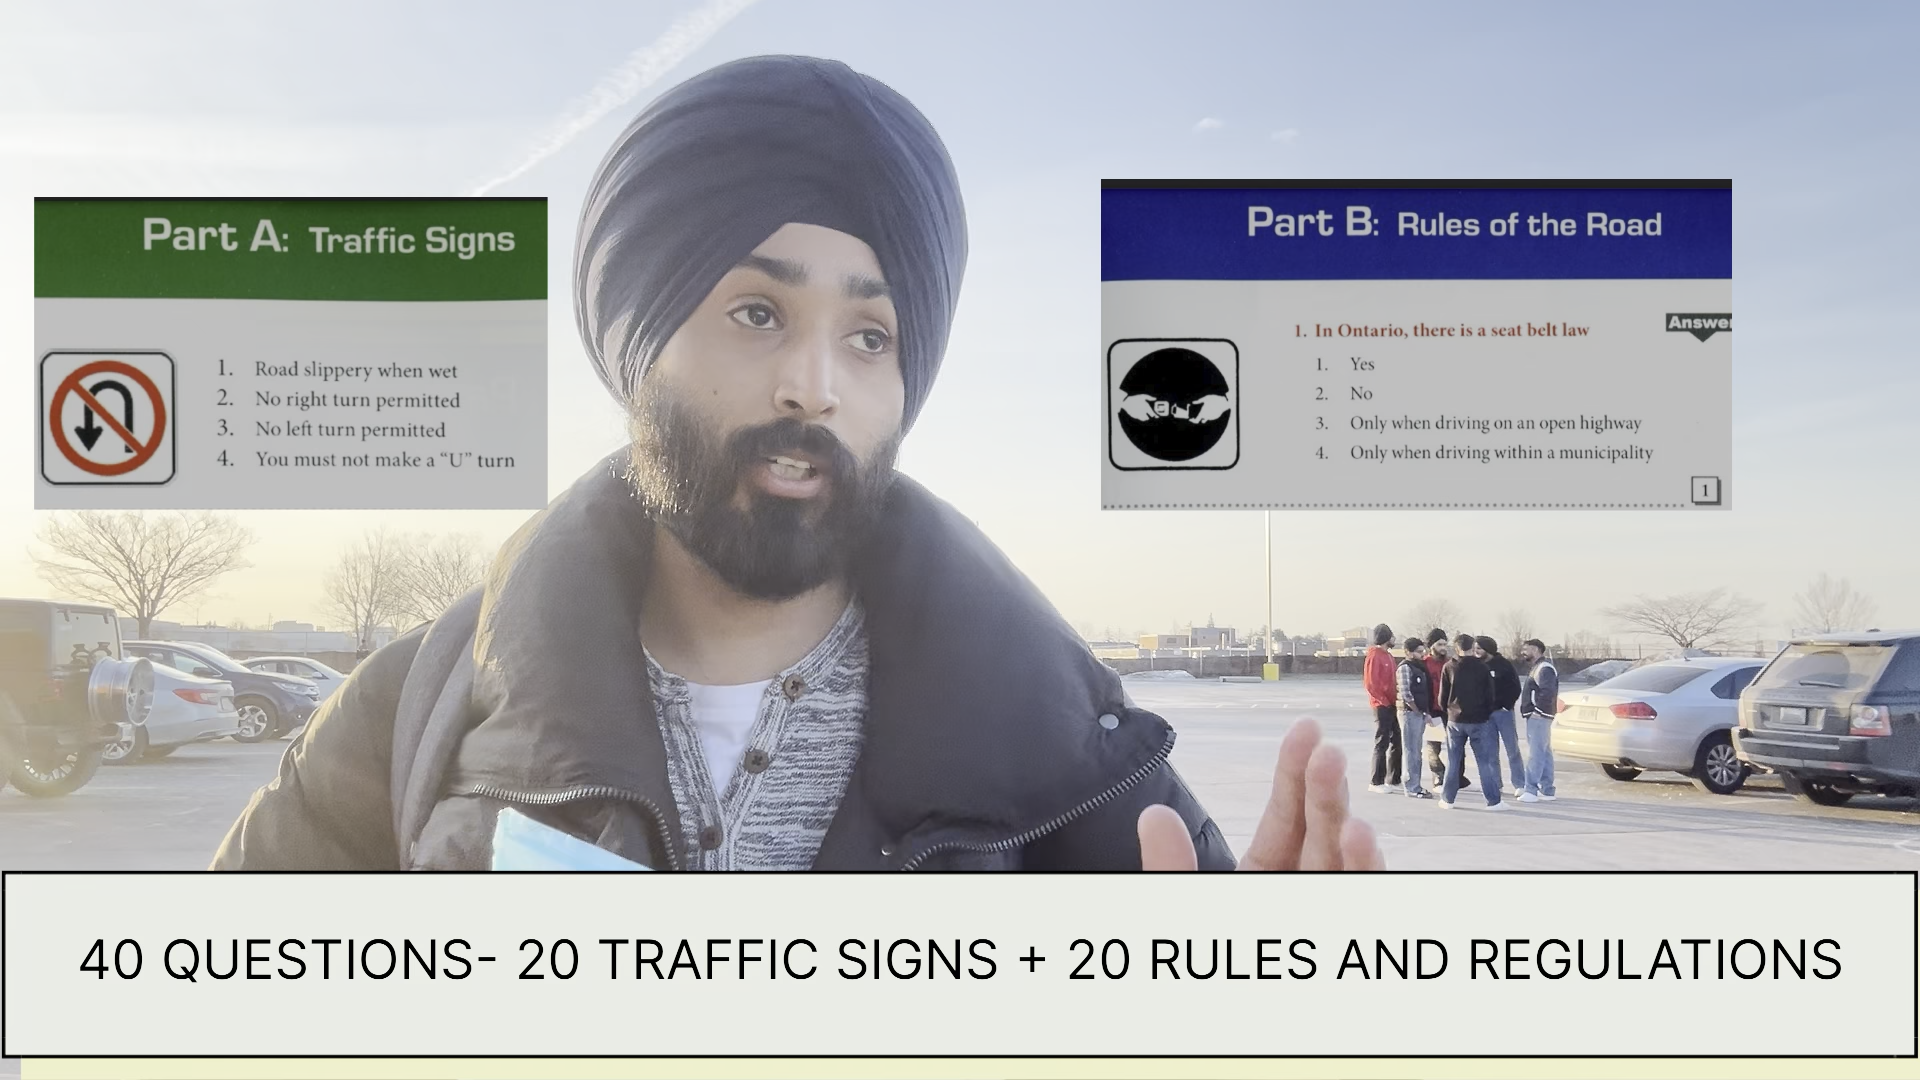 Part A: Traffic Signs
1. Road slippery when wet
2. No right turn permitted
3. No left turn permitted
4. You must not make a “U” turn
Part B: Rules of the Road
1. In Ontario, there is a seat belt law
Answer
1. Yes
2. No
3. Only when driving on an open highway
4. Only when driving within a municipality
1
40 QUESTIONS- 20 TRAFFIC SIGNS + 20 RULES AND REGULATIONS